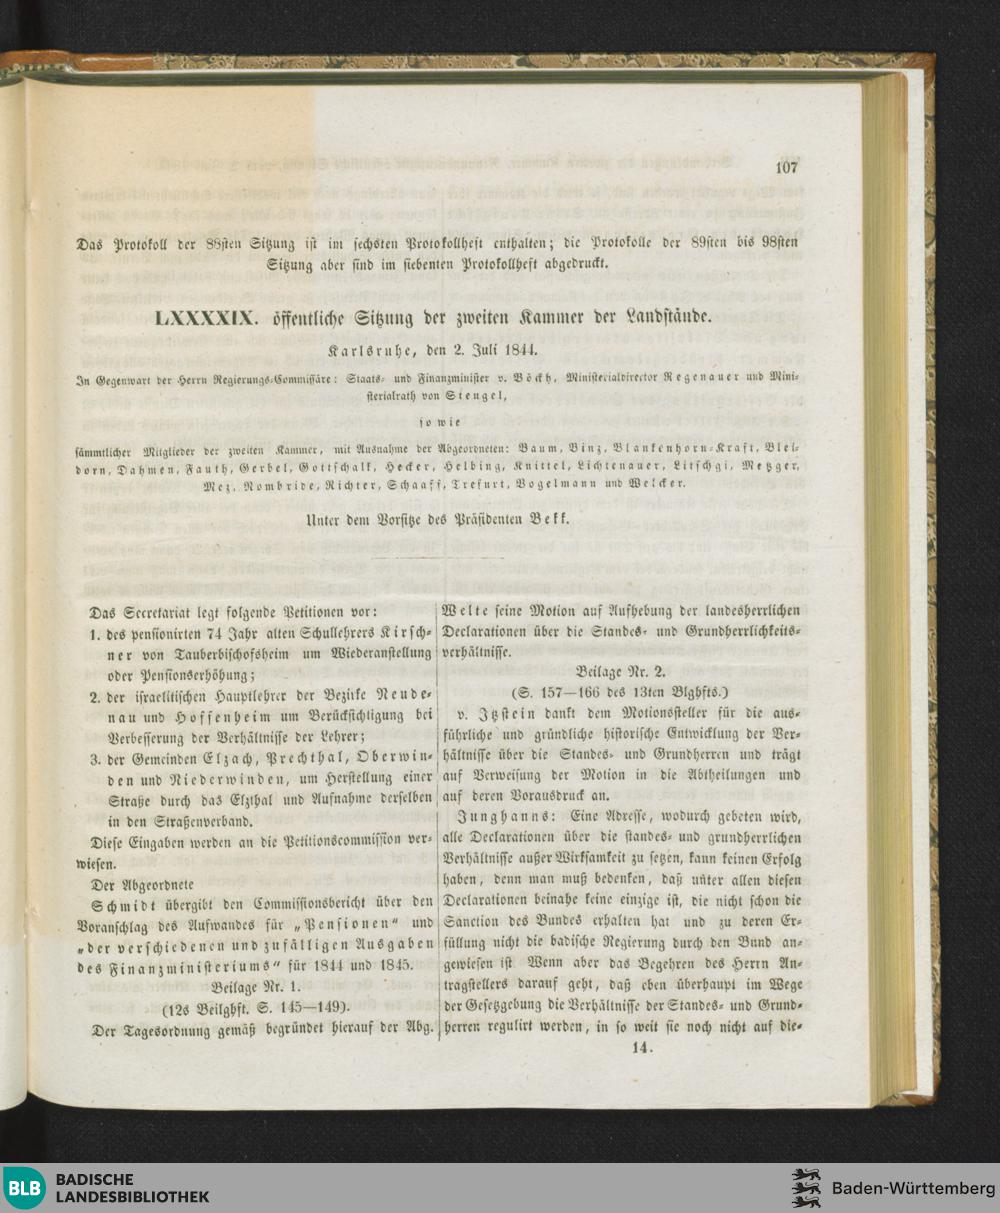 107
Das Protokoll der 88sten Sitzung ist im sechsten Protokollheft enthalten; die Protokolle der 89sten bis 98sten
Sitzung aber sind im siebenten Protokollheft abgedruckt.
LXXXXIX. öffentliche Sitzung der zweiten Kammer der Landstände.
Karlsruhe, den 2. Juli 1844.
In Gegenwart der Herrn Regierungs-Commissäre: Staats- und Finanzminister v. Böckh, Ministerialdirector Regenauer und Mini-
sterialrath von Stengel,
sowie
sämmtlicher Mitglieder der zweiten Kammer, mit Ausnahme der Abgeordneten: Baum, Binz, Blankenhorn-Kraft, Blei-
dorn, Dahmen, Fauth, Gerbel, Gottschalk, Hecker, Helbing, Knittel, Lichtenauer, Litschgi, Metzger,
Mez, Nombride, Richter, Schaaff, Trefurt, Vogelmann und Welcker.
Unter dem Vorsitze des Präsidenten Bekk.
Das Secretariat legt folgende Petitionen vor:
1. des pensionirten 74 Jahr alten Schullehrers Kirsch-
ner von Tauberbischofsheim um Wiederanstellung
oder Pensionserhöhung;
2. der israelitischen Hauptlehrer der Bezirke Neude-
nau und Hoffenheim um Berücksichtigung bei
Verbesserung der Verhältnisse der Lehrer;
3. der Gemeinden Elzach, Prechthal, Oberwin-
den und Niederwinden, um Herstellung einer
Straße durch das Elzthal und Aufnahme derselben
in den Straßenverband.
Diese Eingaben werden an die Petitionscommission ver-
wiesen.
Der Abgeordnete
Schmidt übergibt den Commissionsbericht über den
Voranschlag des Aufwandes für „Pensionen“ und
„der verschiedenen und zufälligen Ausgaben
des Finanzministeriums“ für 1844 und 1845.
Beilage Nr. 1.
(12s Beilghft. S. 145—149).
Der Tagesordnung gemäß begründet hierauf der Abg.
Welte seine Motion auf Aufhebung der landesherrlichen
Declarationen über die Standes- und Grundherrlichkeits-
verhältnisse.
Beilage Nr. 2.
(S. 157—166 des 13ten Blghfts.)
v. Itzstein dankt dem Motionssteller für die aus-
führliche und gründliche historische Entwicklung der Ver-
hältnisse über die Standes- und Grundherren und trägt
auf Verweisung der Motion in die Abtheilungen und
auf deren Vorausdruck an.
Junghanns: Eine Adresse, wodurch gebeten wird,
alle Declarationen über die standes- und grundherrlichen
Verhältnisse außer Wirksamkeit zu setzen, kann keinen Erfolg
haben, denn man muß bedenken, daß unter allen diesen
Declarationen beinahe keine einzige ist, die nicht schon die
Sanction des Bundes erhalten hat und zu deren Er-
füllung nicht die badische Regierung durch den Bund an-
gewiesen ist Wenn aber das Begehren des Herrn An-
tragstellers darauf geht, daß eben überhaupt im Wege
der Gesetzgebung die Verhältnisse der Standes- und Grund-
herren regulirt werden, in so weit sie noch nicht auf die-
14.
BLB BADISCHE
LANDESBIBLIOTHEK
Baden-Württemberg